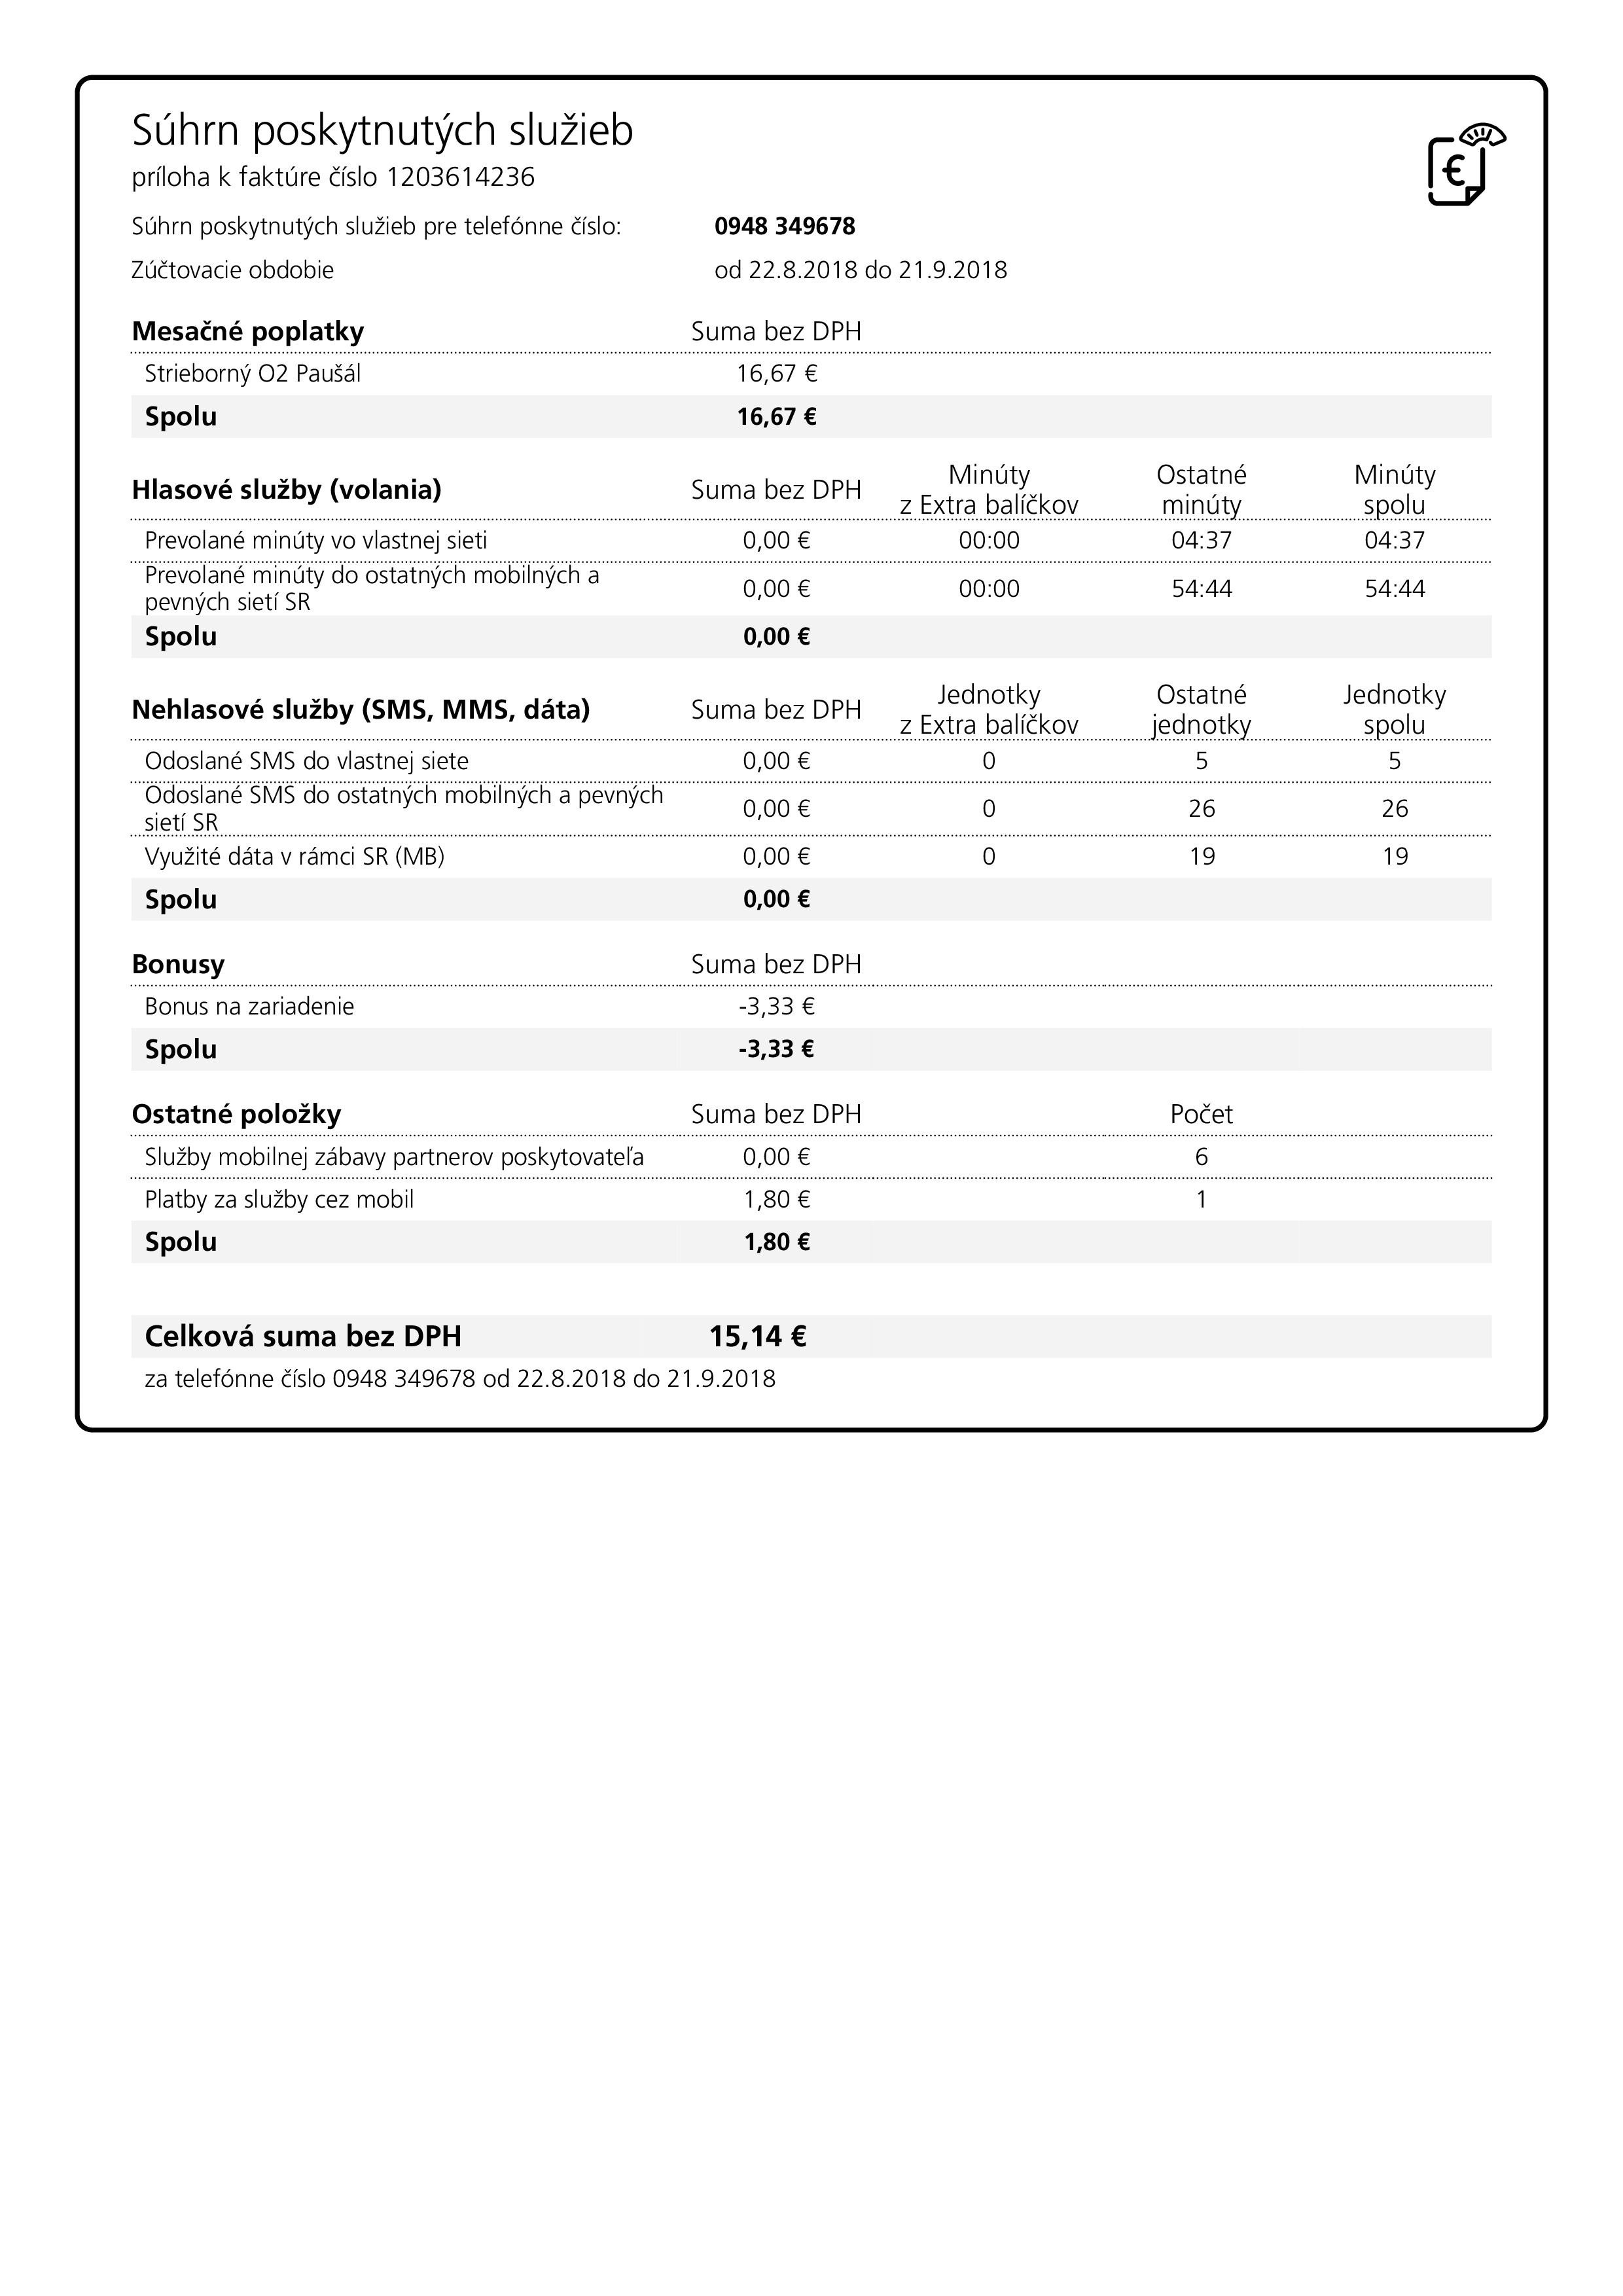 Súhrn poskytnutých služieb
príloha k faktúre číslo 1203614236
Súhrn poskytnutých služieb pre telefónne číslo: 0948 349678
Zúčtovacie obdobie od 22.8.2018 do 21.9.2018
Mesačné poplatky Suma bez DPH
Strieborný O2 Paušál 16,67 €
Spolu 16,67 €
Hlasové služby (volania) Suma bez DPH Minúty z Extra balíčkov Ostatné minúty Minúty spolu
Prevolané minúty vo vlastnej sieti 0,00 € 00:00 04:37 04:37
Prevolané minúty do ostatných mobilných a
pevných sietí SR 0,00 € 00:00 54:44 54:44
Spolu 0,00 €
Nehlasové služby (SMS, MMS, dáta) Suma bez DPH Jednotky z Extra balíčkov Ostatné jednotky Jednotky spolu
Odoslané SMS do vlastnej siete 0,00 € 0 5 5
Odoslané SMS do ostatných mobilných a pevných
sietí SR 0,00 € 0 26 26
Využité dáta v rámci SR (MB) 0,00 € 0 19 19
Spolu 0,00 €
Bonusy Suma bez DPH
Bonus na zariadenie -3,33 €
Spolu -3,33 €
Ostatné položky Suma bez DPH Počet
Služby mobilnej zábavy partnerov poskytovateľa 0,00 € 6
Platby za služby cez mobil 1,80 € 1
Spolu 1,80 €
Celková suma bez DPH 15,14 €
za telefónne číslo 0948 349678 od 22.8.2018 do 21.9.2018